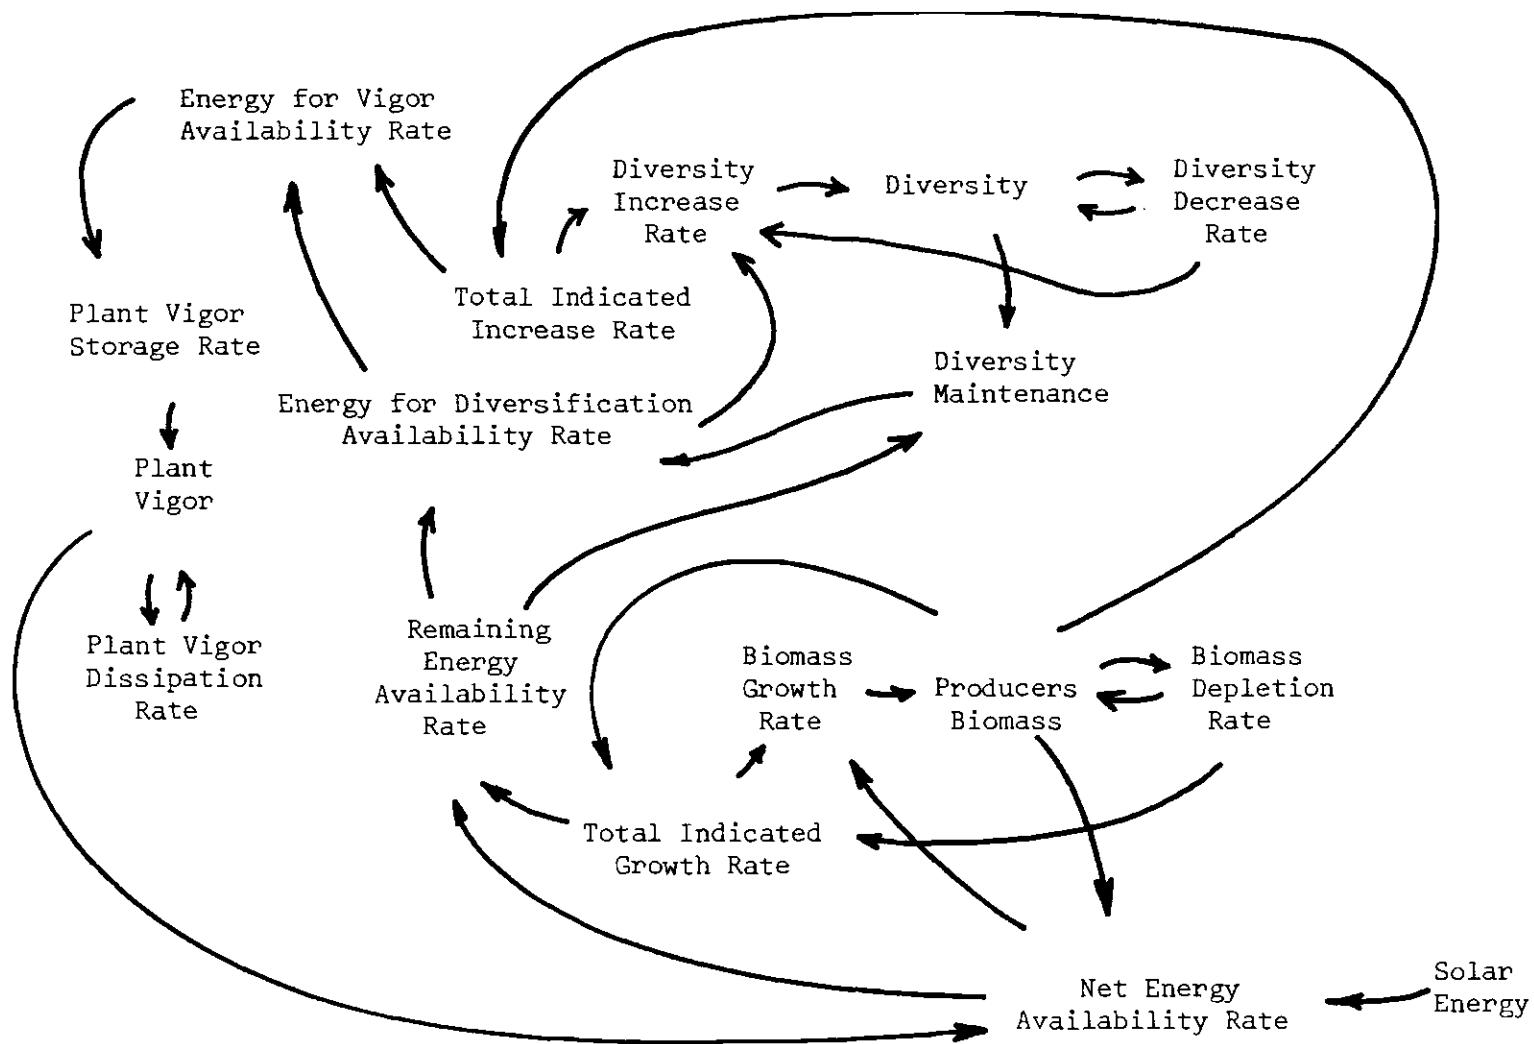 Energy for Vigor
Availability Rate
Diversity
Increase
Rate
Diversity
Diversity
Decrease
Rate
Total Indicated
Increase Rate
Plant Vigor
Storage Rate
Diversity
Maintenance
Energy for Diversification
Availability Rate
Plant
Vigor
Plant Vigor
Dissipation
Rate
Remaining
Energy
Availability
Rate
Biomass
Growth
Rate
Producers
Biomass
Biomass
Depletion
Rate
Total Indicated
Growth Rate
Net Energy
Availability Rate
Solar
Energy